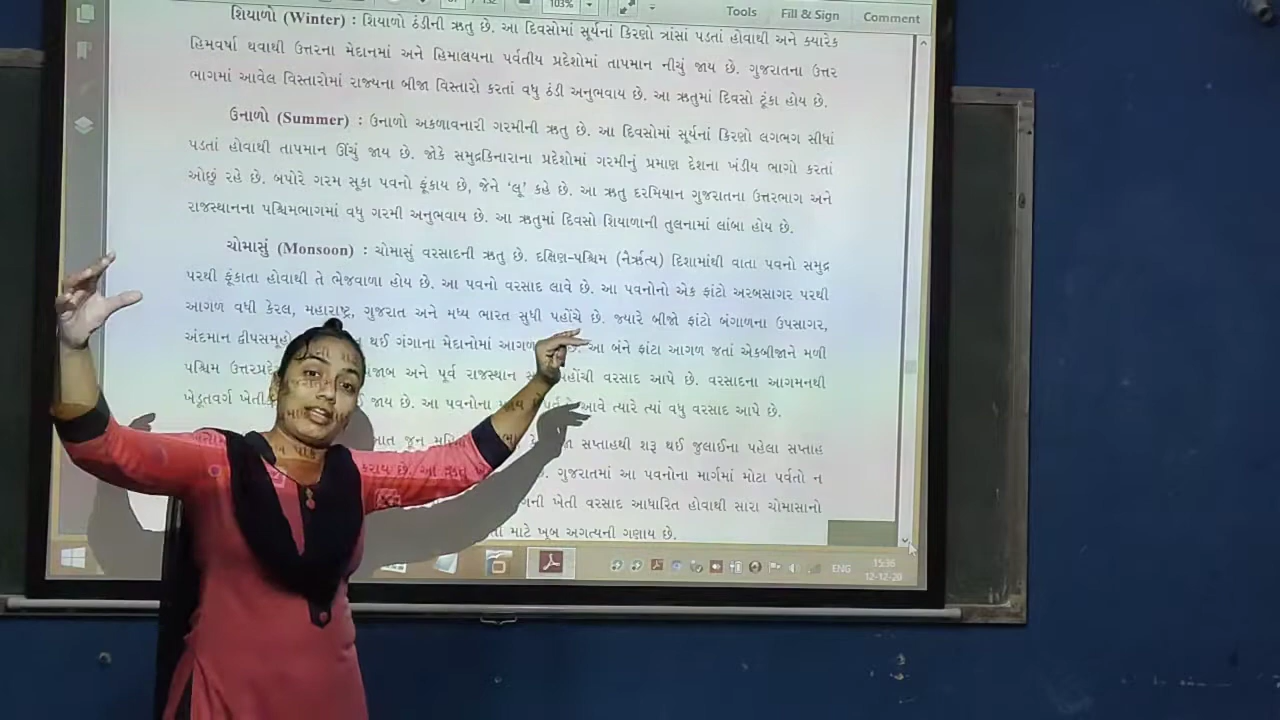 103%
Tools Fill & Sign Comment
શિયાળો (Winter) : શિયાળો ઠંડીની ઋતુ છે. આ દિવસોમાં સૂર્યનાં કિરણો ત્રાંસાં પડતાં હોવાથી અને ક્યારેક
હિમવર્ષા થવાથી ઉત્તરના મેદાનમાં અને હિમાલયના પર્વતીય પ્રદેશોમાં તાપમાન નીચું જાય છે. ગુજરાતના ઉત્તર
ભાગમાં આવેલ વિસ્તારોમાં રાજ્યના બીજા વિસ્તારો કરતાં વધુ ઠંડી અનુભવાય છે. આ ઋતુમાં દિવસો ટૂંકા હોય છે.
ઉનાળો (Summer) : ઉનાળો અકળાવનારી ગરમીની ઋતુ છે. આ દિવસોમાં સૂર્યનાં કિરણો લગભગ સીધાં
પડતાં હોવાથી તાપમાન ઊંચું જાય છે. જોકે સમુદ્રકિનારાના પ્રદેશોમાં ગરમીનું પ્રમાણ દેશના ખંડીય ભાગો કરતાં
ઓછું રહે છે. બપોરે ગરમ સૂકા પવનો ફૂંકાય છે, જેને ‘લૂ’ કહે છે. આ ઋતુ દરમિયાન ગુજરાતના ઉત્તરભાગ અને
રાજસ્થાનના પશ્ચિમભાગમાં વધુ ગરમી અનુભવાય છે. આ ઋતુમાં દિવસો શિયાળાની તુલનામાં લાંબા હોય છે.
ચોમાસું (Monsoon) : ચોમાસું વરસાદની ઋતુ છે. દક્ષિણ-પશ્ચિમ (નૈર્ઋત્ય) દિશામાંથી વાતા પવનો સમુદ્ર
પરથી ફૂંકાતા હોવાથી તે ભેજવાળા હોય છે. આ પવનો વરસાદ લાવે છે. આ પવનોનો એક ફાંટો અરબસાગર પરથી
આગળ વધી કેરલ, મહારાષ્ટ્ર, ગુજરાત અને મધ્ય ભારત સુધી પહોંચે છે. જ્યારે બીજો ફાંટો બંગાળના ઉપસાગર,
અંદમાન દ્વીપસમૂહો થઈ ગંગાના મેદાનોમાં આગળ છે. આ બંને ફાંટા આગળ જતાં એકબીજાને મળી
પશ્ચિમ ઉત્તરપ્રદે અને પૂર્વ રાજસ્થાન પહોંચી વરસાદ આપે છે. વરસાદના આગમનથી
ખેડૂતવર્ગ જાય છે. આ પવનોના આવે ત્યારે ત્યાં વધુ વરસાદ આપે છે.
જૂન સપ્તાહથી શરૂ થઈ જુલાઈના પહેલા સપ્તાહ
કરાય છે. આ ગુજરાતમાં આ પવનોના માર્ગમાં મોટા પર્વતો ન
ખેતી વરસાદ આધારિત હોવાથી સારા ચોમાસાનો
માટે ખૂબ અગત્યની ગણાય છે.
ENG 15:36
12-12-20